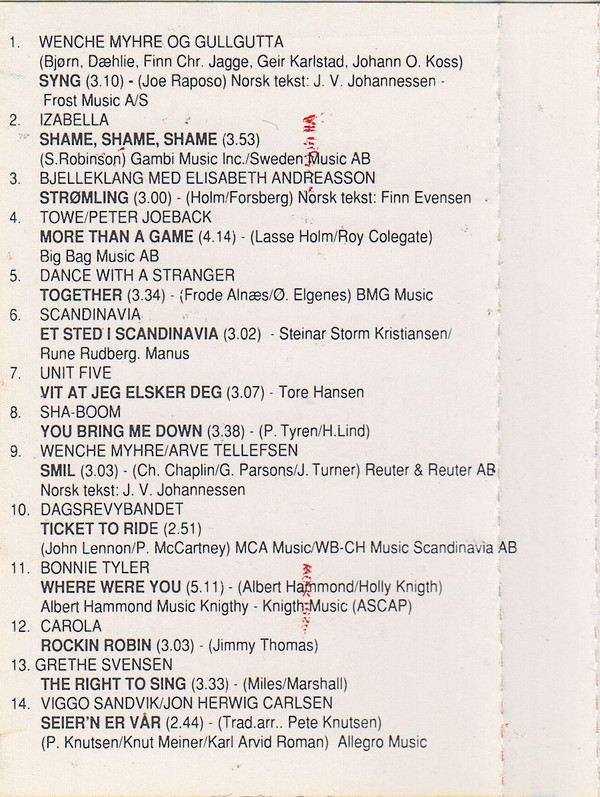 1. WENCHE MYHRE OG GULLGUTTA
(Bjørn, Dæhlie, Finn Chr. Jagge, Geir Karlstad, Johann O. Koss)
SYNG (3.10) - (Joe Raposo) Norsk tekst: J. V. Johannessen -
Frost Music A/S
2. IZABELLA
SHAME, SHAME, SHAME (3.53)
(S.Robinson) Gambi Music Inc./Sweden Music AB
3. BJELLEKLANG MED ELISABETH ANDREASSON
STRØMLING (3.00) - (Holm/Forsberg) Norsk tekst: Finn Evensen
4. TOWE/PETER JOEBACK
MORE THAN A GAME (4.14) - (Lasse Holm/Roy Colegate)
Big Bag Music AB
5. DANCE WITH A STRANGER
TOGETHER (3.34) - (Frode Alnæs/Ø. Elgenes) BMG Music
6. SCANDINAVIA
ET STED I SCANDINAVIA (3.02) - Steinar Storm Kristiansen/
Rune Rudberg. Manus
7. UNIT FIVE
VIT AT JEG ELSKER DEG (3.07) - Tore Hansen
8. SHA-BOOM
YOU BRING ME DOWN (3.38) - (P. Tyren/H.Lind)
9. WENCHE MYHRE/ARVE TELLEFSEN
SMIL (3.03) - (Ch. Chaplin/G. Parsons/J. Turner) Reuter & Reuter AB
Norsk tekst: J. V. Johannessen
10. DAGSREVYBANDET
TICKET TO RIDE (2.51)
(John Lennon/P. McCartney) MCA Music/WB-CH Music Scandinavia AB
11. BONNIE TYLER
WHERE WERE YOU (5.11) - (Albert Hammond/Holly Knigth)
Albert Hammond Music Knigthy - Knigth Music (ASCAP)
12. CAROLA
ROCKIN ROBIN (3.03) - (Jimmy Thomas)
13. GRETHE SVENSEN
THE RIGHT TO SING (3.33) - (Miles/Marshall)
14. VIGGO SANDVIK/JON HERWIG CARLSEN
SEIER'N ER VÅR (2.44) - (Trad.arr.. Pete Knutsen)
(P. Knutsen/Knut Meiner/Karl Arvid Roman) Allegro Music